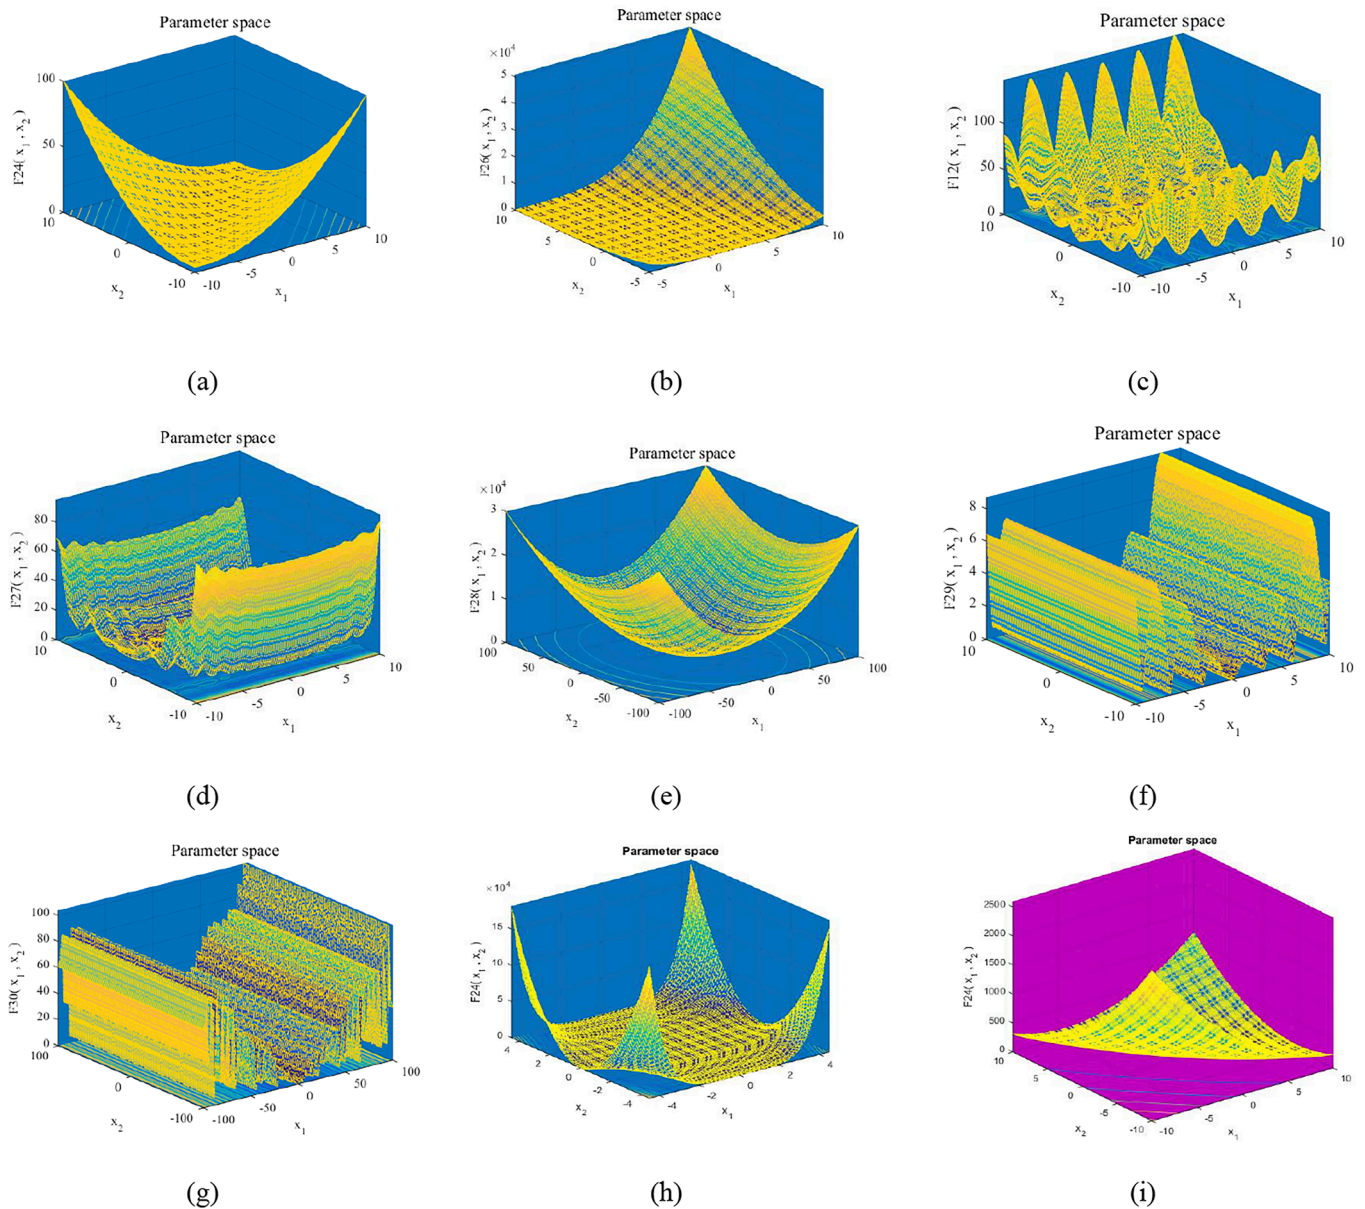 Parameter space
F24( x1 , x2 )
100
50
0
10
0
-10
x2
-10
-5
0
5
10
x1
(a)
Parameter space
×10^4
F26( x1 , x2 )
5
4
3
2
1
0
10
5
0
-5
x2
-5
0
5
10
x1
(b)
Parameter space
F12( x1 , x2 )
100
50
0
10
0
-10
x2
-10
-5
0
5
10
x1
(c)
Parameter space
F27( x1 , x2 )
80
60
40
20
0
10
0
-10
x2
-10
-5
0
5
10
x1
(d)
Parameter space
×10^4
F28( x1 , x2 )
3
2
1
0
100
50
0
-50
-100
x2
-100
-50
0
50
100
x1
(e)
Parameter space
F29( x1 , x2 )
8
6
4
2
0
10
0
-10
x2
-10
-5
0
5
10
x1
(f)
Parameter space
F30( x1 , x2 )
100
80
60
40
20
0
100
0
-100
x2
-100
-50
0
50
100
x1
(g)
Parameter space
×10^4
F24( x1 , x2 )
15
10
5
0
4
2
0
-2
-4
x2
-4
-2
0
2
4
x1
(h)
Parameter space
F24( x1 , x2 )
2500
2000
1500
1000
500
0
10
5
0
-5
-10
x2
-10
-5
0
5
10
x1
(i)